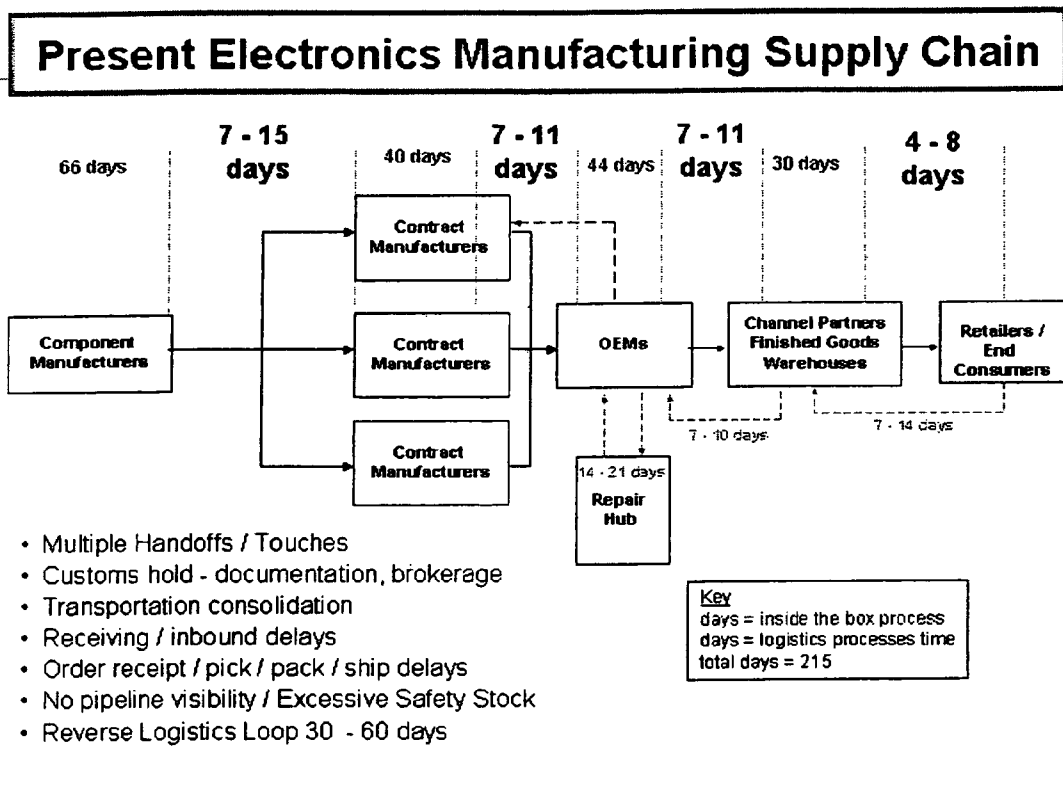 Present Electronics Manufacturing Supply Chain
66 days
7 - 15
days
40 days
7 - 11
days
44 days
7 - 11
days
30 days
4 - 8
days
Component
Manufacturers
Contract
Manufacturers
Contract
Manufacturers
Contract
Manufacturers
OEMs
Channel Partners
Finished Goods
Warehouses
Retailers /
End
Consumers
7 - 10 days
7 - 14 days
14 - 21 days
Repair
Hub
• Multiple Handoffs / Touches
• Customs hold - documentation, brokerage
• Transportation consolidation
• Receiving / inbound delays
• Order receipt / pick / pack / ship delays
• No pipeline visibility / Excessive Safety Stock
• Reverse Logistics Loop 30 - 60 days
Key
days = inside the box process
days = logistics processes time
total days = 215